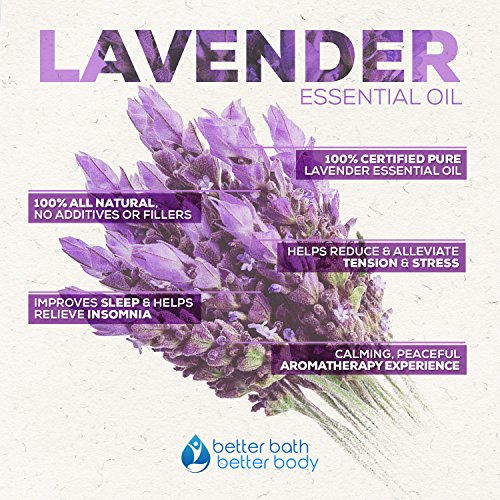 LAVENDER
ESSENTIAL OIL
100% CERTIFIED PURE
LAVENDER ESSENTIAL OIL
100% ALL NATURAL,
NO ADDITIVES OR FILLERS
HELPS REDUCE & ALLEVIATE
TENSION & STRESS
IMPROVES SLEEP & HELPS
RELIEVE INSOMNIA
CALMING, PEACEFUL
AROMATHERAPY EXPERIENCE
better bath
better body